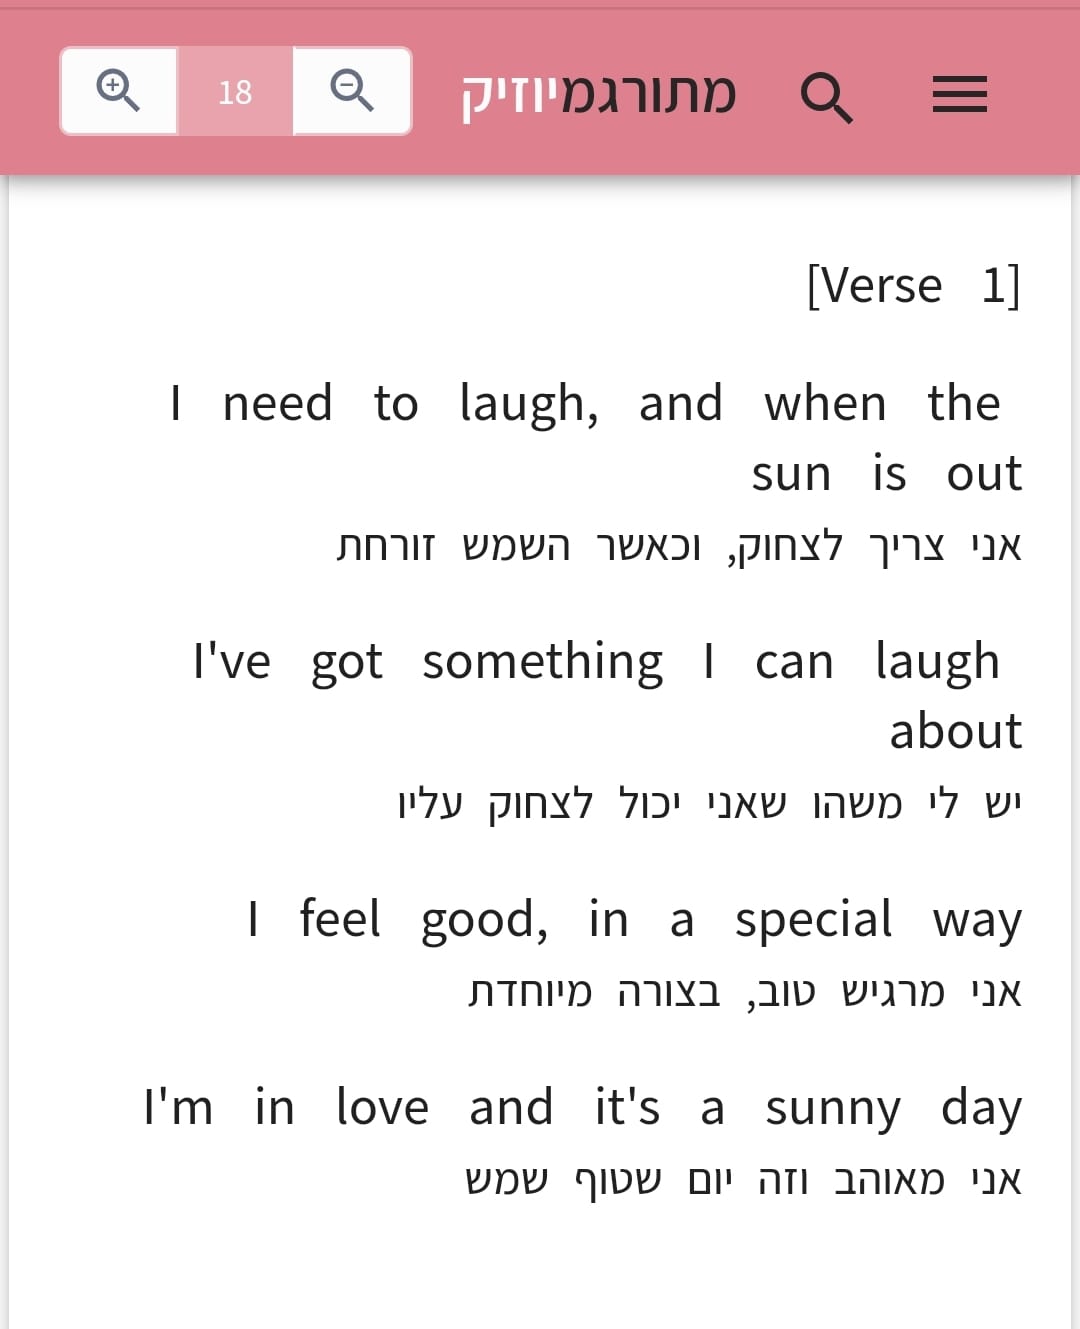 18 מתורגמיוזיק
[Verse 1]
I need to laugh, and when the
sun is out
אני צריך לצחוק, וכאשר השמש זורחת
I've got something I can laugh
about
יש לי משהו שאני יכול לצחוק עליו
I feel good, in a special way
אני מרגיש טוב, בצורה מיוחדת
I'm in love and it's a sunny day
אני מאוהב וזה יום שטוף שמש